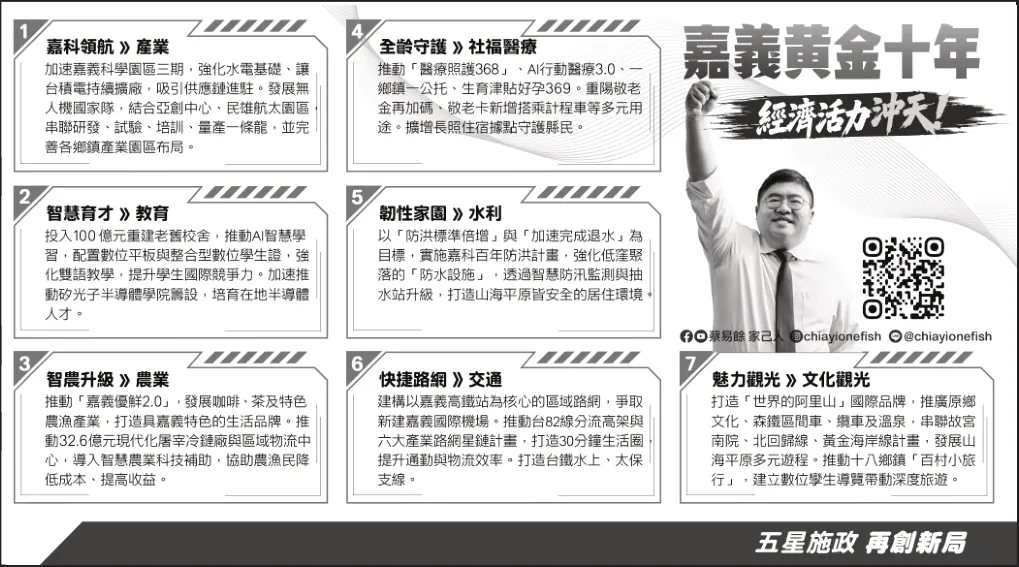 嘉義黃金十年
經濟活力沖天!
1
嘉科領航 » 產業
加速嘉義科學園區三期，強化水電基礎、讓
台積電持續擴廠，吸引供應鏈進駐。發展無
人機國家隊，結合亞創中心、民雄航太園區，
串聯研發、試驗、培訓、量產一條龍，並完
善各鄉鎮產業園區布局。
2
智慧育才 » 教育
投入100 億元重建老舊校舍，推動AI智慧學
習，配置數位平板與整合型數位學生證，強
化雙語教學，提升學生國際競爭力。加速推
動矽光子半導體學院籌設，培育在地半導體
人才。
3
智農升級 » 農業
推動「嘉義優鮮2.0」，發展咖啡、茶及特色
農漁產業，打造具嘉義特色的生活品牌。推
動32.6億元現代化屠宰冷鏈廠與區域物流中
心，導入智慧農業科技補助，協助農漁民降
低成本、提高收益。
4
全齡守護 » 社福醫療
推動「醫療照護368」、AI行動醫療3.0、一
鄉鎮一公托、生育津貼好孕369。重陽敬老
金再加碼，敬老卡新增搭乘計程車等多元用
途。擴增長照住宿據點守護縣民。
5
韌性家園 » 水利
以「防洪標準倍增」與「加速完成退水」為
目標，實施嘉科百年防洪計畫，強化低窪聚
落的「防水設施」，透過智慧防汛監測與抽
水站升級，打造山海平原皆安全的居住環境。
6
快捷路網 » 交通
建構以嘉義高鐵站為核心的區域路網，爭取
新建嘉義國際機場。推動台82線分流高架與
六大產業路網星鏈計畫，打造30分鐘生活圈，
提升通勤與物流效率。打造台鐵水上、太保
支線。
蔡易餘 家己人 @chiayionefish @chiayionefish
7
魅力觀光 » 文化觀光
打造「世界的阿里山」國際品牌，推廣原鄉
文化、森鐵區間車、纜車及溫泉，串聯故宮
南院、北回歸線、黃金海岸線計畫，發展山
海平原多元遊程。推動十八鄉鎮「百村小旅
行」，建立數位孿生導覽帶動深度旅遊。
五星施政 再創新局